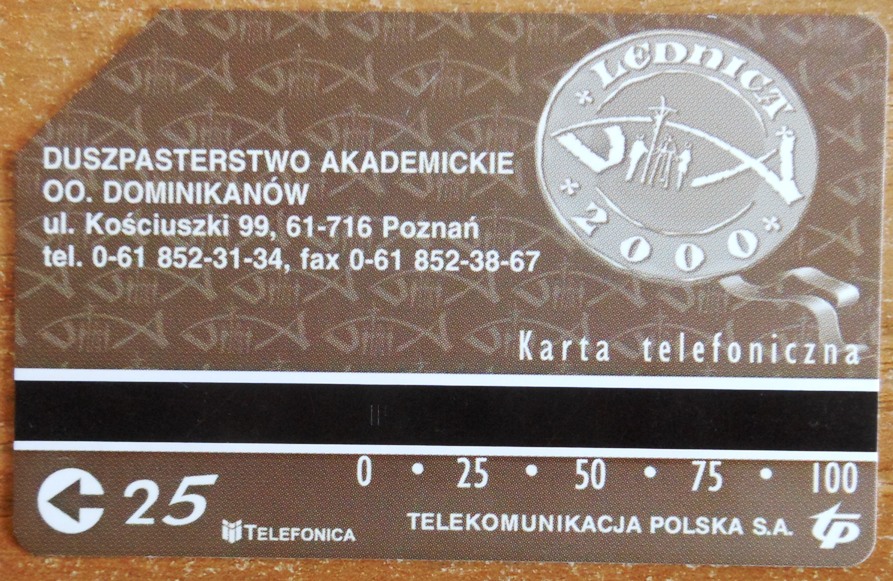 LEDNICA
2000
DUSZPASTERSTWO AKADEMICKIE
OO. DOMINIKANÓW
ul. Kościuszki 99, 61-716 Poznań
tel. 0-61 852-31-34, fax 0-61 852-38-67
Karta telefoniczna
0 • 25 • 50 • 75 • 100
25
TELEFONICA
TELEKOMUNIKACJA POLSKA S.A.
tp